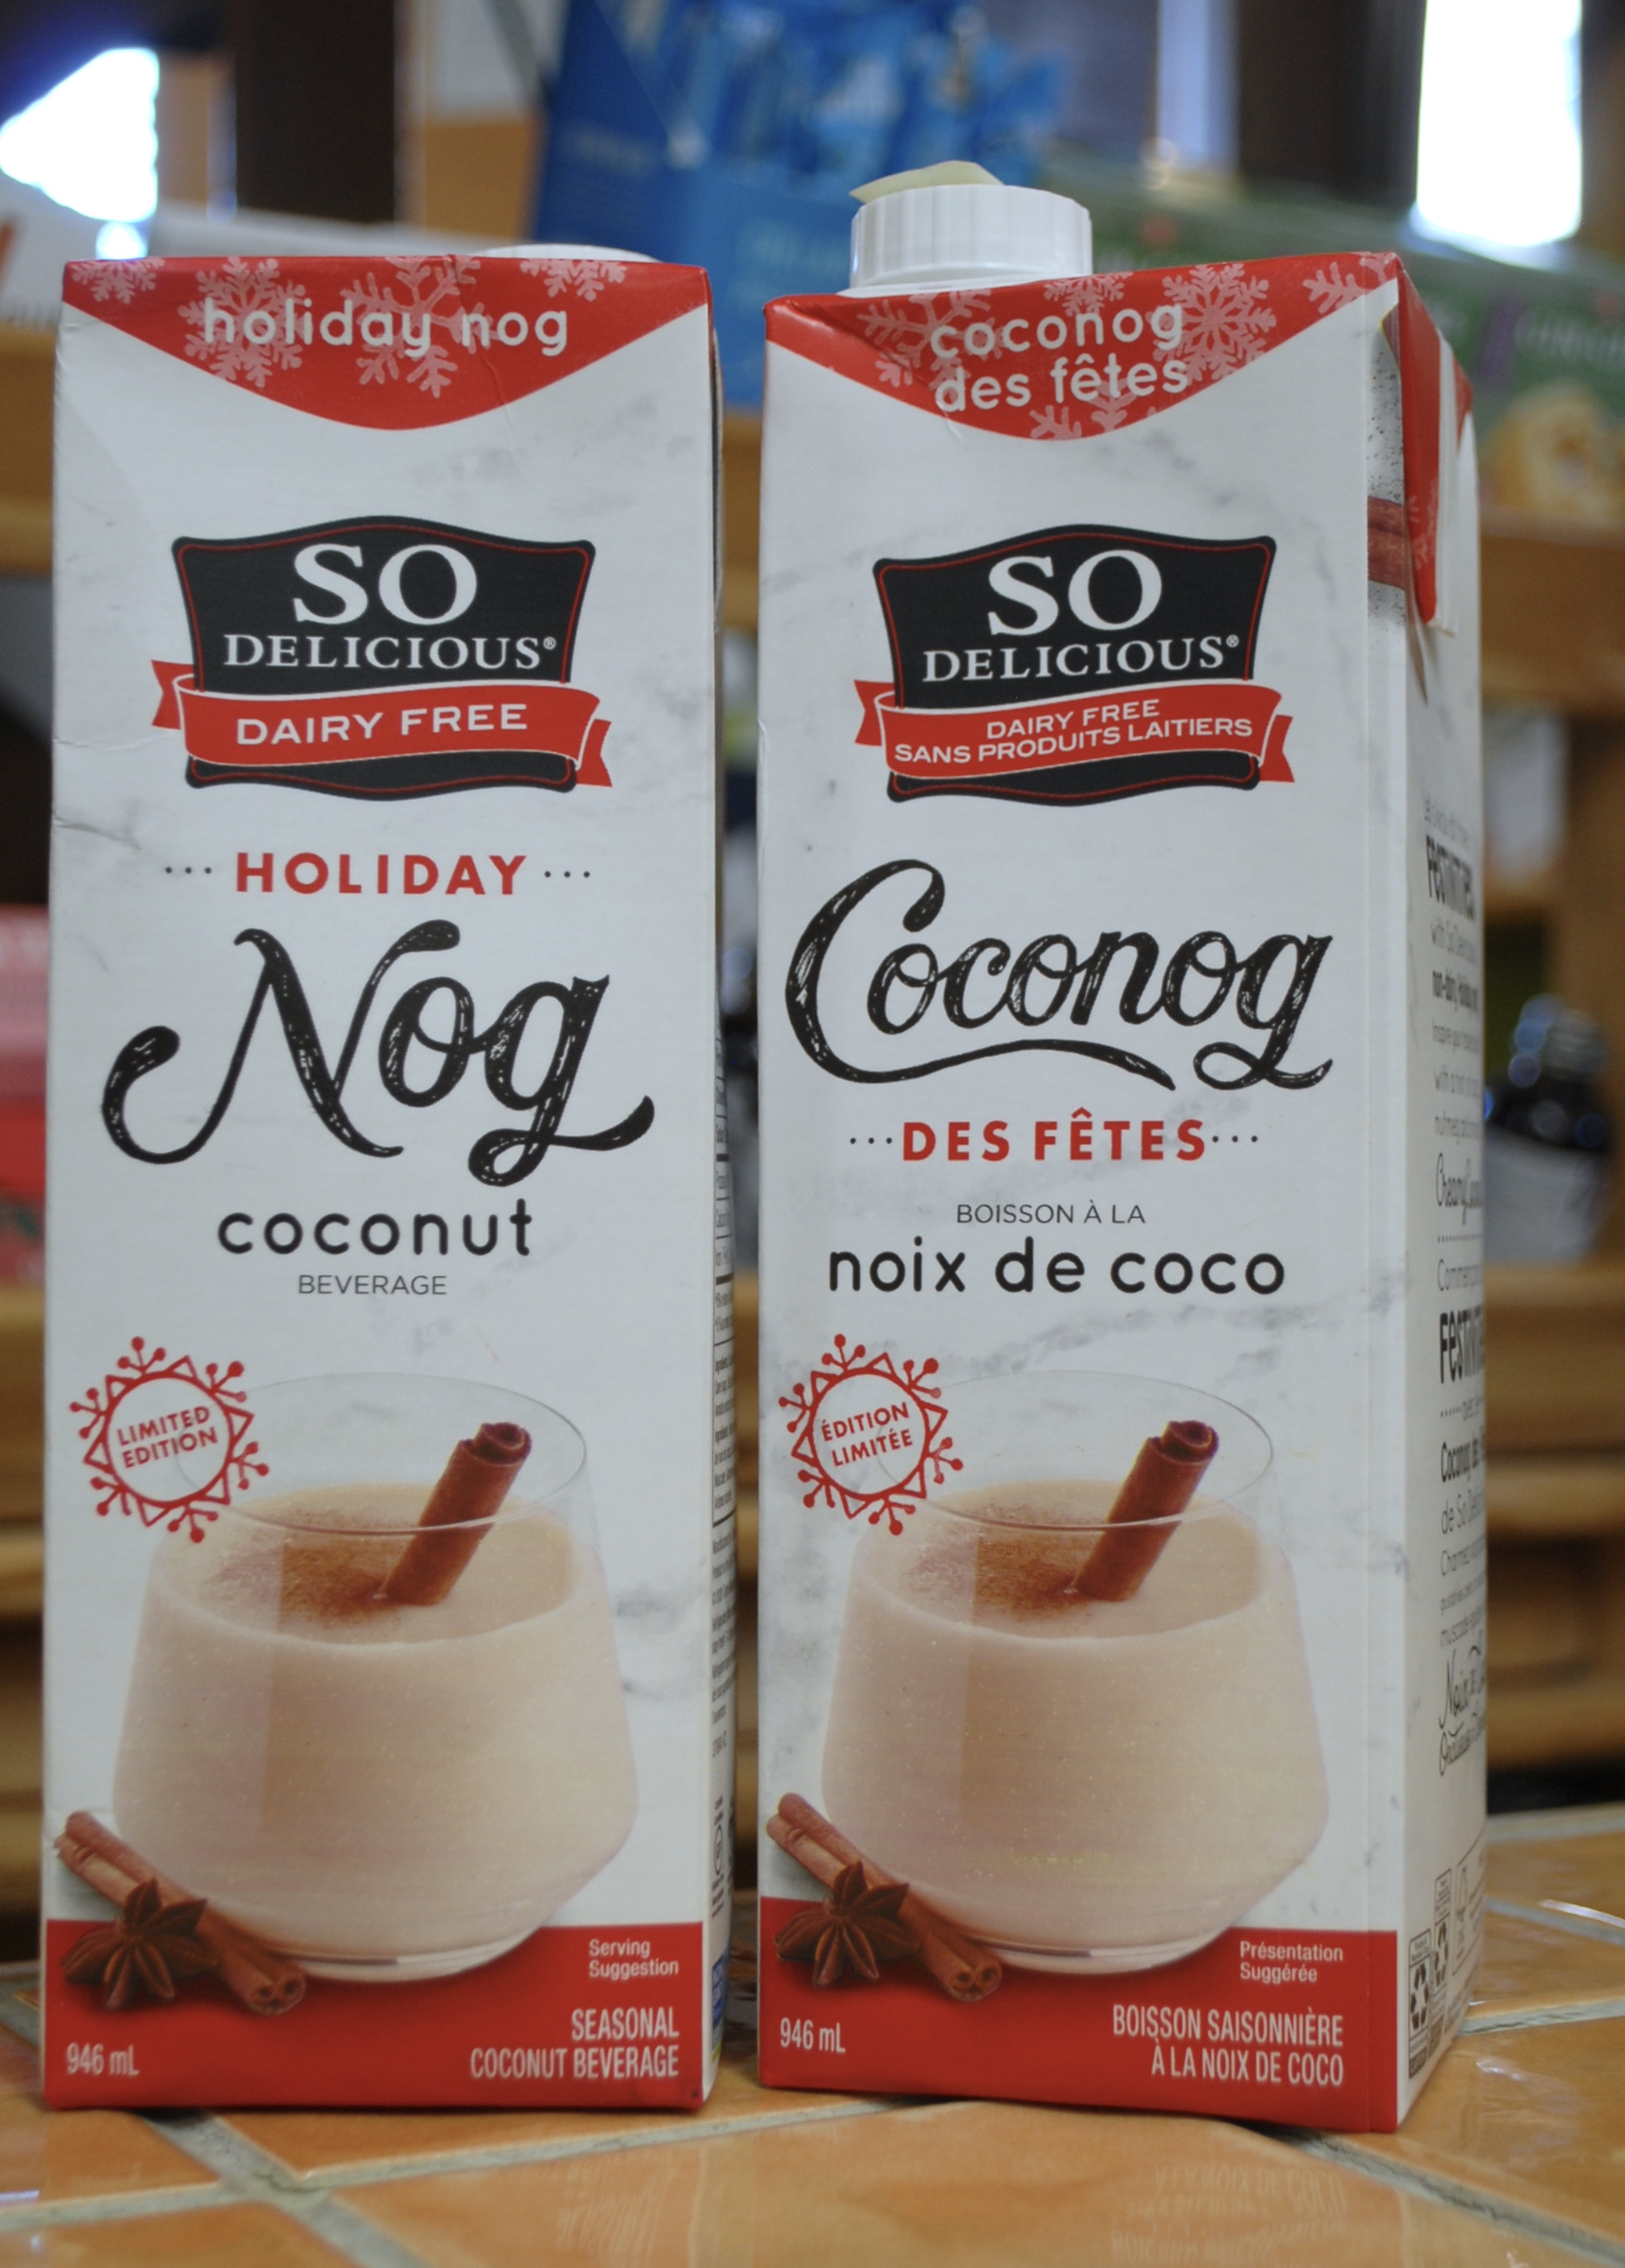 holiday nog
SO
DELICIOUS®
DAIRY FREE
··· HOLIDAY ···
Nog
coconut
BEVERAGE
LIMITED
EDITION
Serving
Suggestion
SEASONAL
COCONUT BEVERAGE
946 mL
coconog
des fêtes
SO
DELICIOUS®
DAIRY FREE
SANS PRODUITS LAITIERS
Coconog
···DES FÊTES···
BOISSON À LA
noix de coco
ÉDITION
LIMITÉE
Présentation
Suggérée
BOISSON SAISONNIÈRE
À LA NOIX DE COCO
946 mL